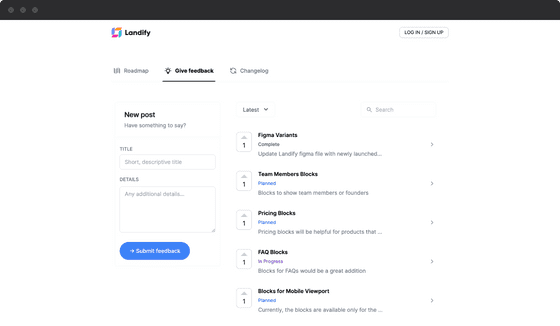 Landify
LOG IN / SIGN UP
Roadmap
Give feedback
Changelog
New post
Have something to say?
TITLE
Short, descriptive title
DETAILS
Any additional details...
→ Submit feedback
Latest
Search
1
Figma Variants
Complete
Update Landify figma file with newly launched...
1
Team Members Blocks
Planned
Blocks to show team members or founders
1
Pricing Blocks
Planned
Pricing blocks will be helpful for products that ...
1
FAQ Blocks
In Progress
Blocks for FAQs would be a great addition
1
Blocks for Mobile Viewport
Planned
Currently, the blocks are available only for the ...